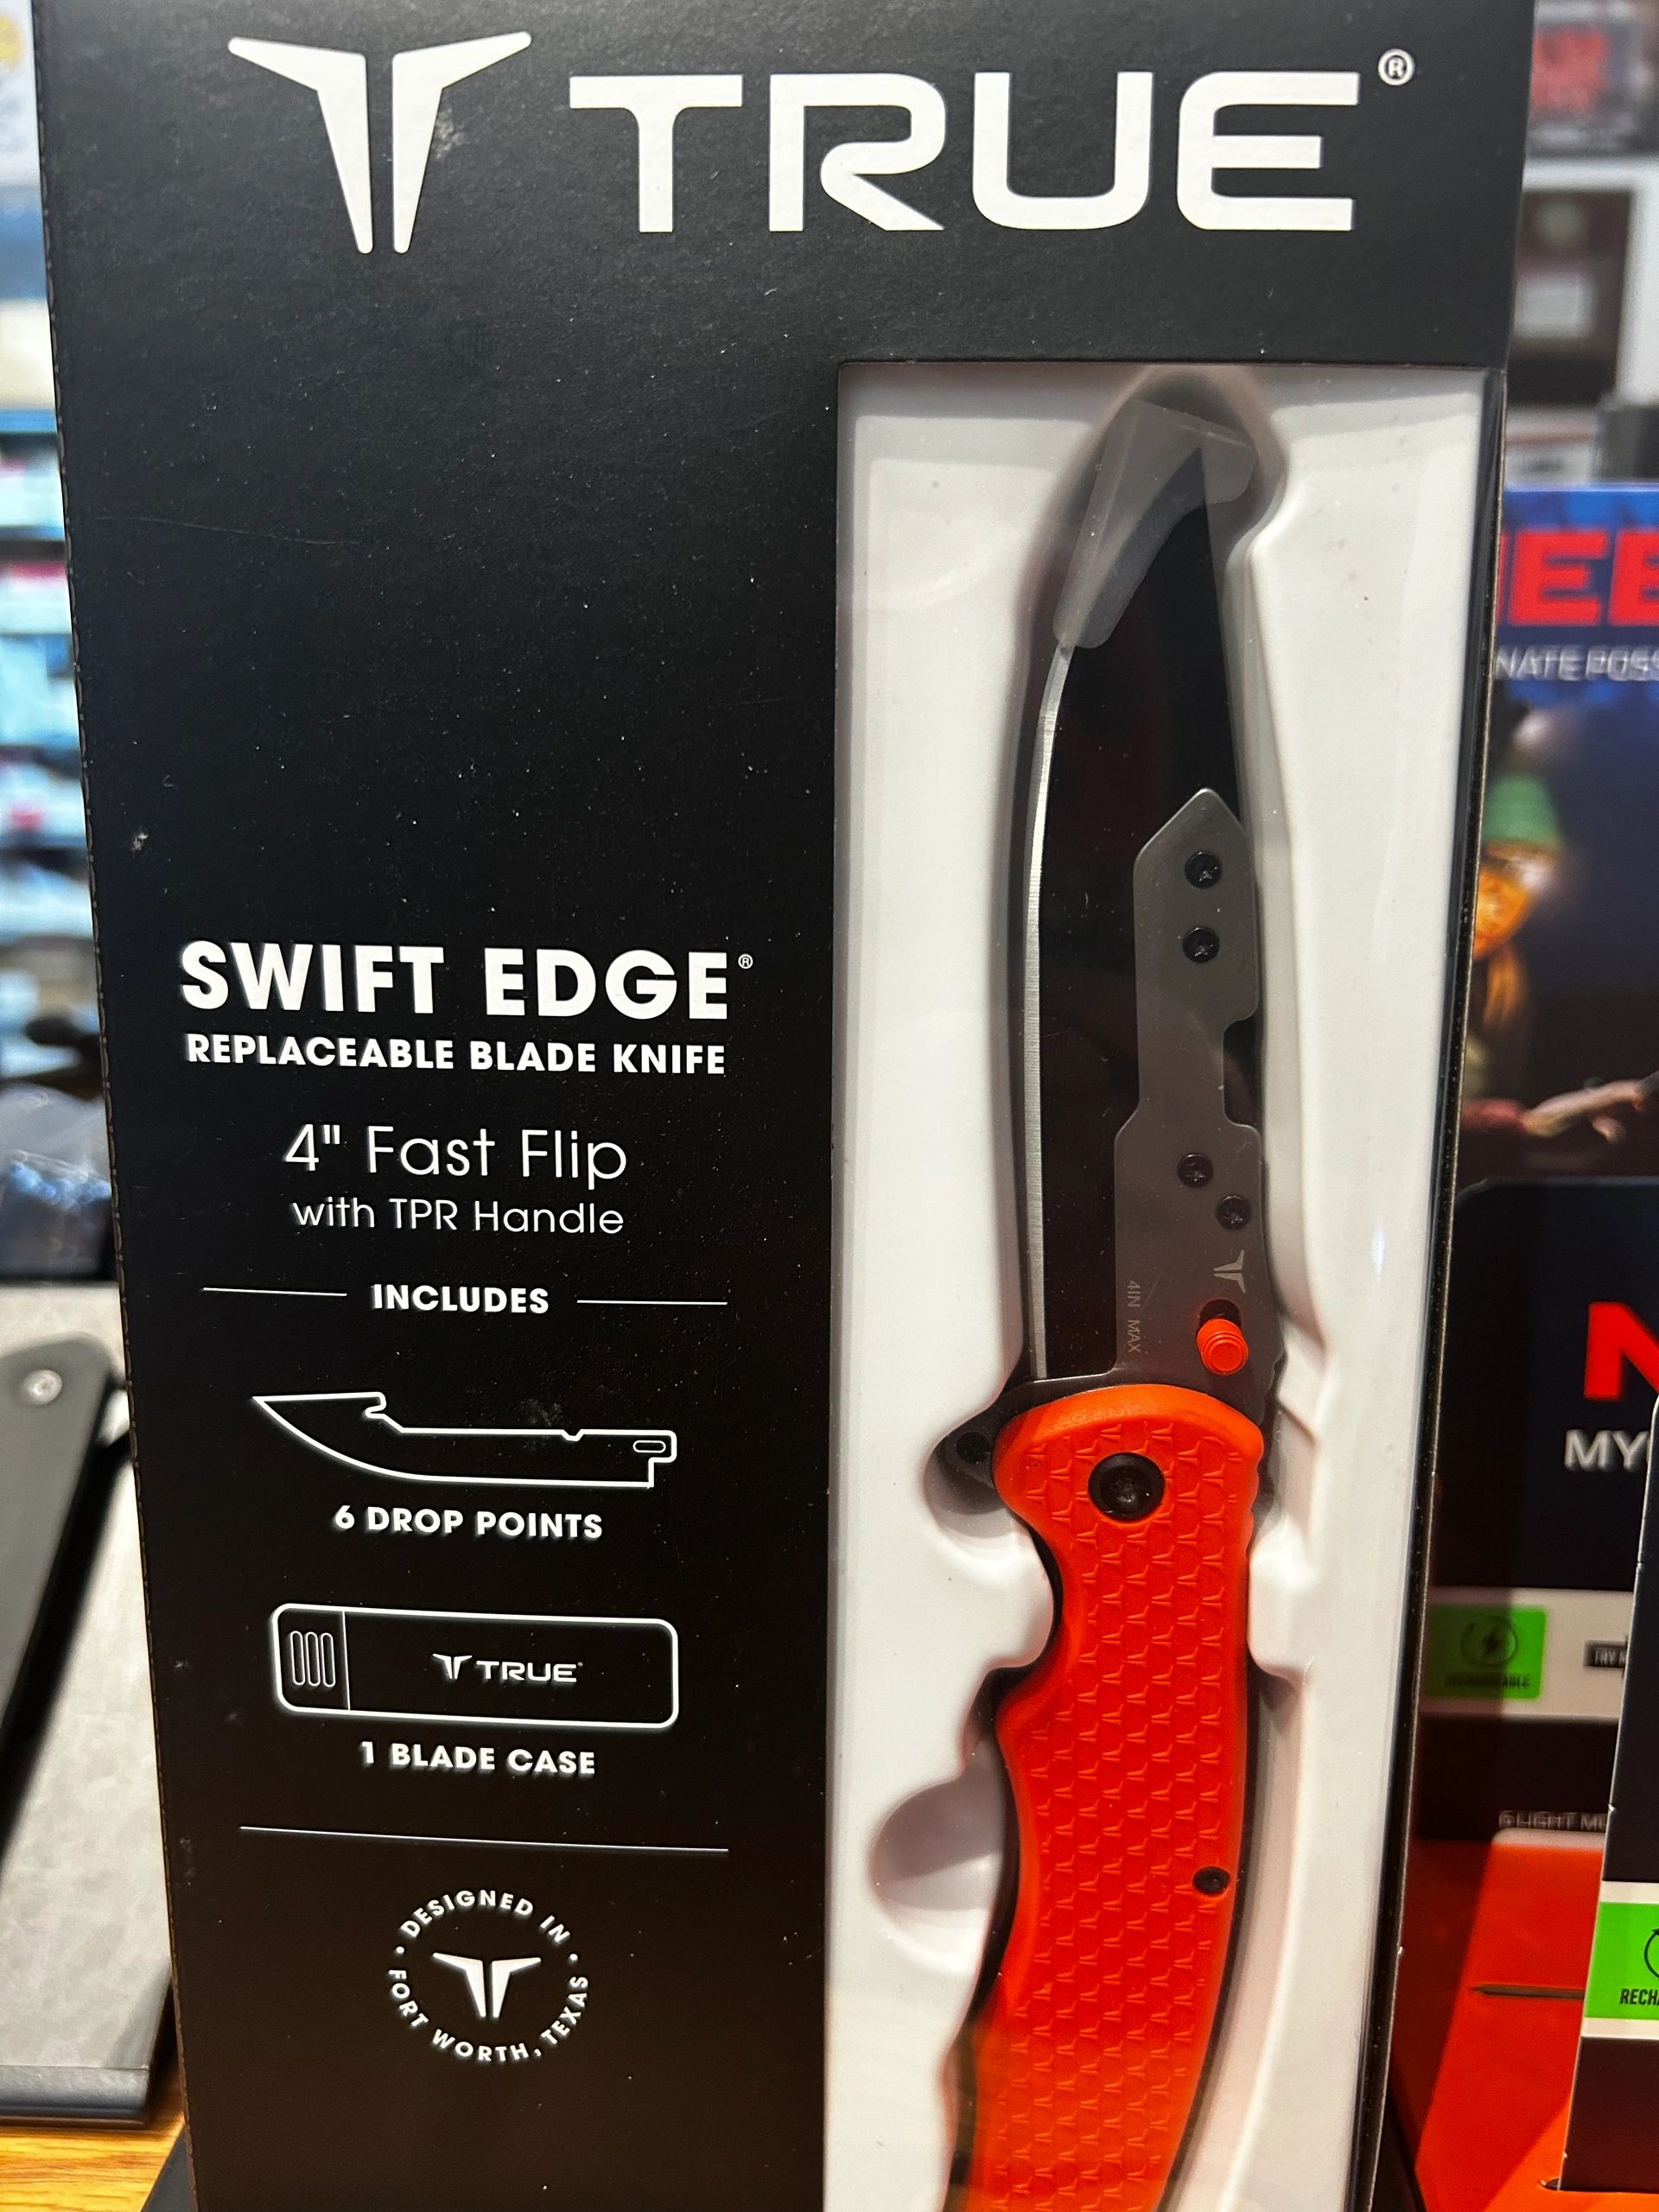 TRUE®
SWIFT EDGE®
REPLACEABLE BLADE KNIFE
4" Fast Flip
with TPR Handle
INCLUDES
6 DROP POINTS
TRUE
1 BLADE CASE
DESIGNED IN
FORT WORTH, TEXAS
4IN MAX
MY